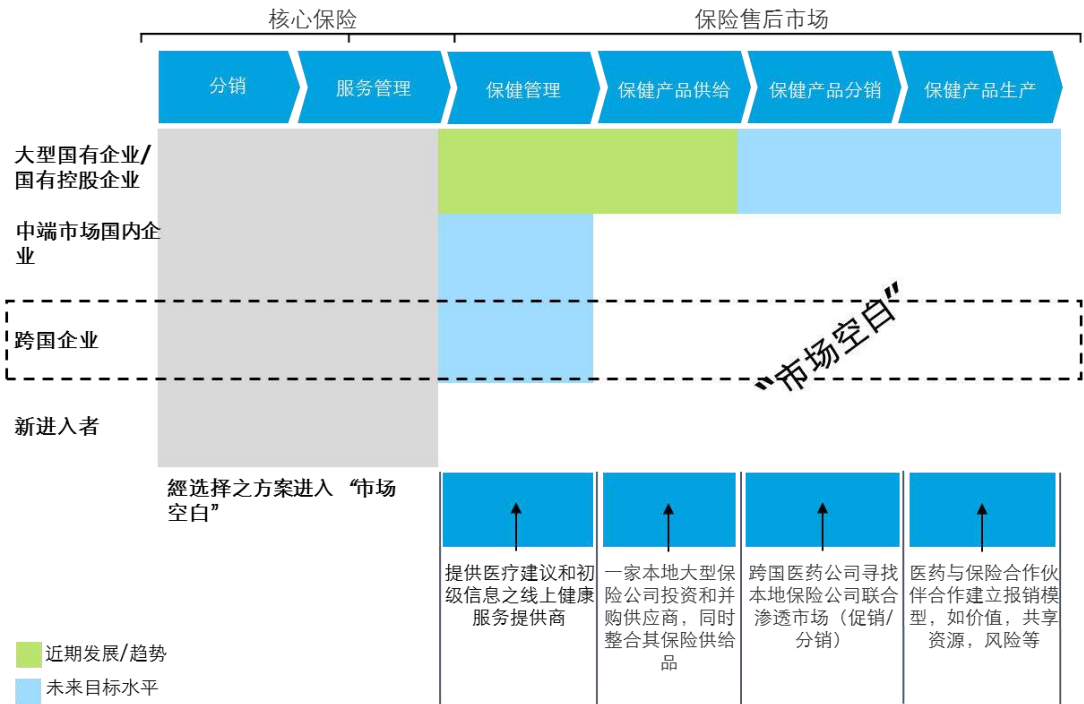 核心保险
保险售后市场
分销
服务管理
保健管理
保健产品供给
保健产品分销
保健产品生产
大型国有企业/
国有控股企业
中端市场国内企
业
跨国企业
“市场空白”
新进入者
經选择之方案进入 “市场
空白”
提供医疗建议和初
级信息之线上健康
服务提供商
一家本地大型保
险公司投资和并
购供应商，同时
整合其保险供给
品
跨国医药公司寻找
本地保险公司联合
渗透市场（促销/
分销）
医药与保险合作伙
伴合作建立报销模
型，如价值，共享
资源，风险等
近期发展/趋势
未来目标水平